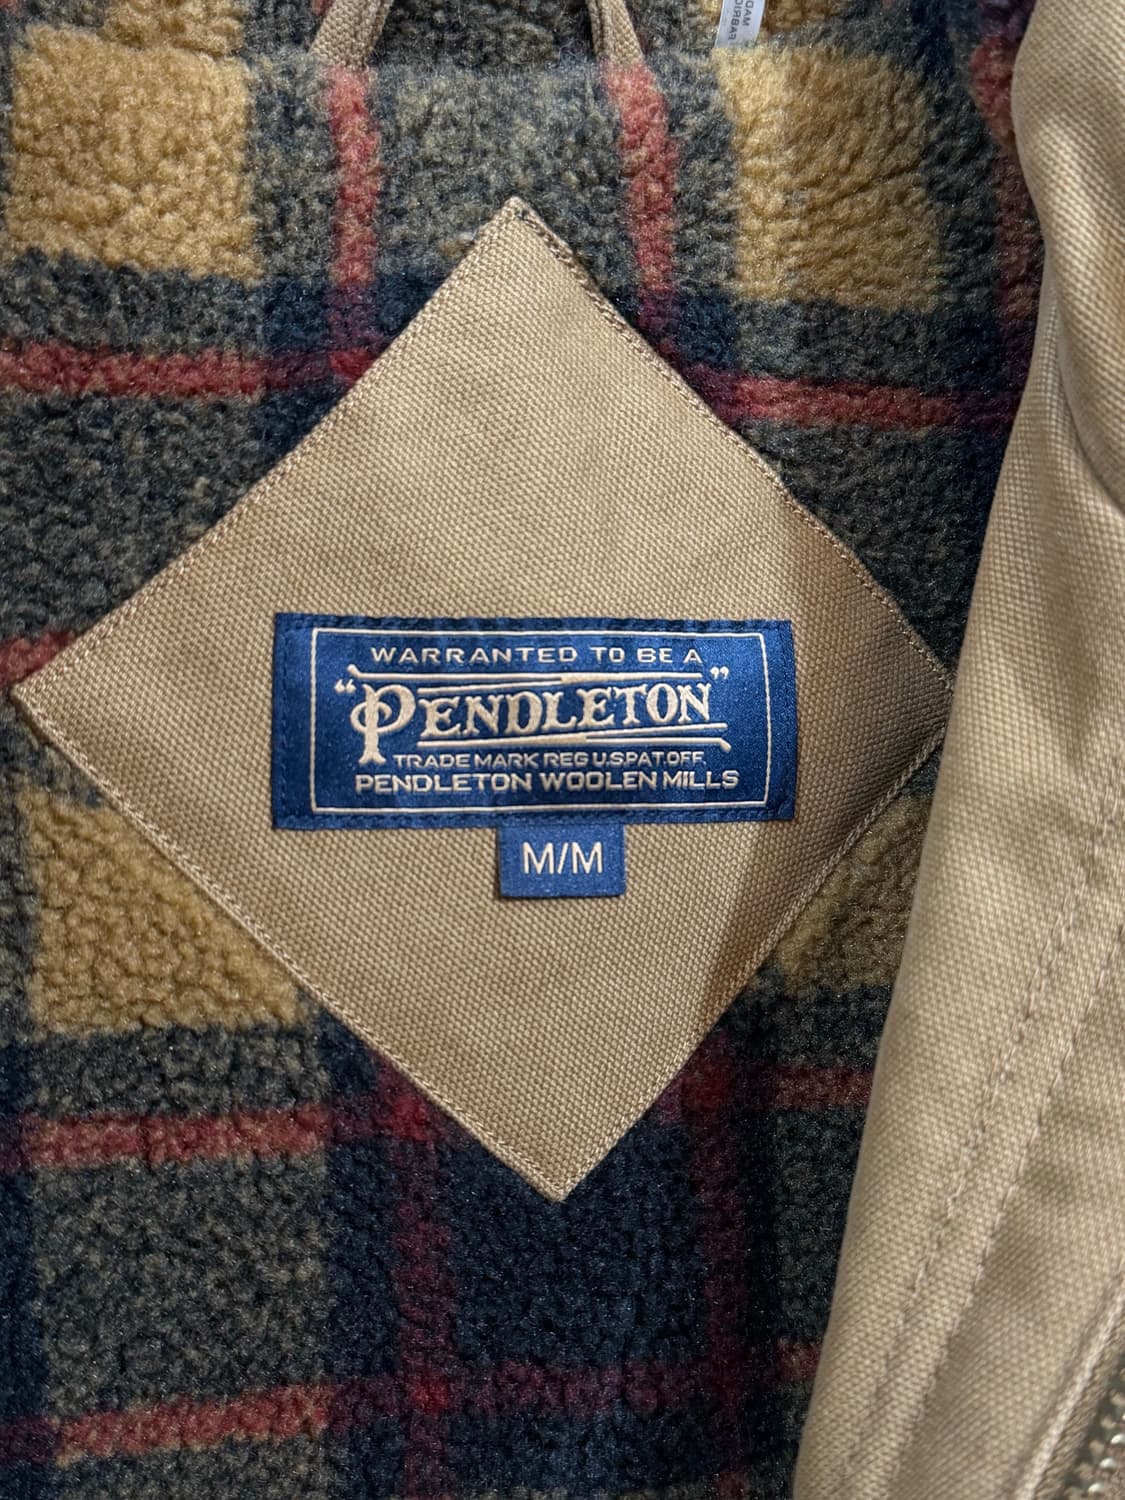 WARRANTED TO BE A
"PENDLETON"
TRADE MARK REG U.S.PAT.OFF.
PENDLETON WOOLEN MILLS
M/M